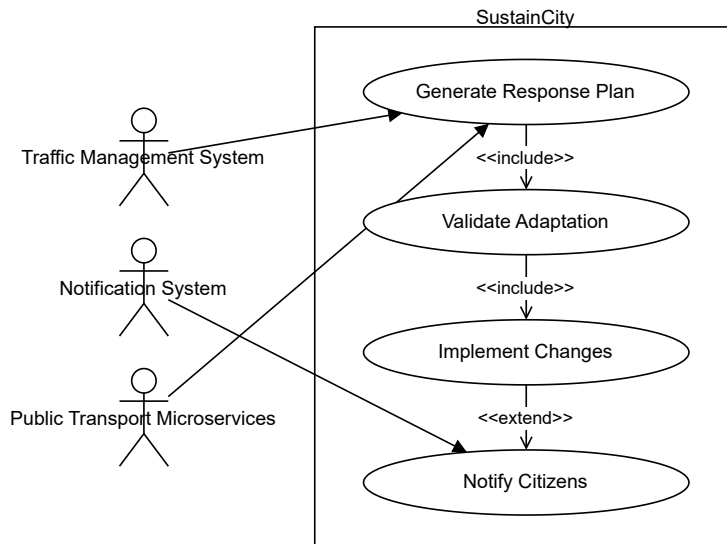 SustainCity
Generate Response Plan
Traffic Management System
<<include>>
Validate Adaptation
Notification System
<<include>>
Implement Changes
Public Transport Microservices
<<extend>>
Notify Citizens